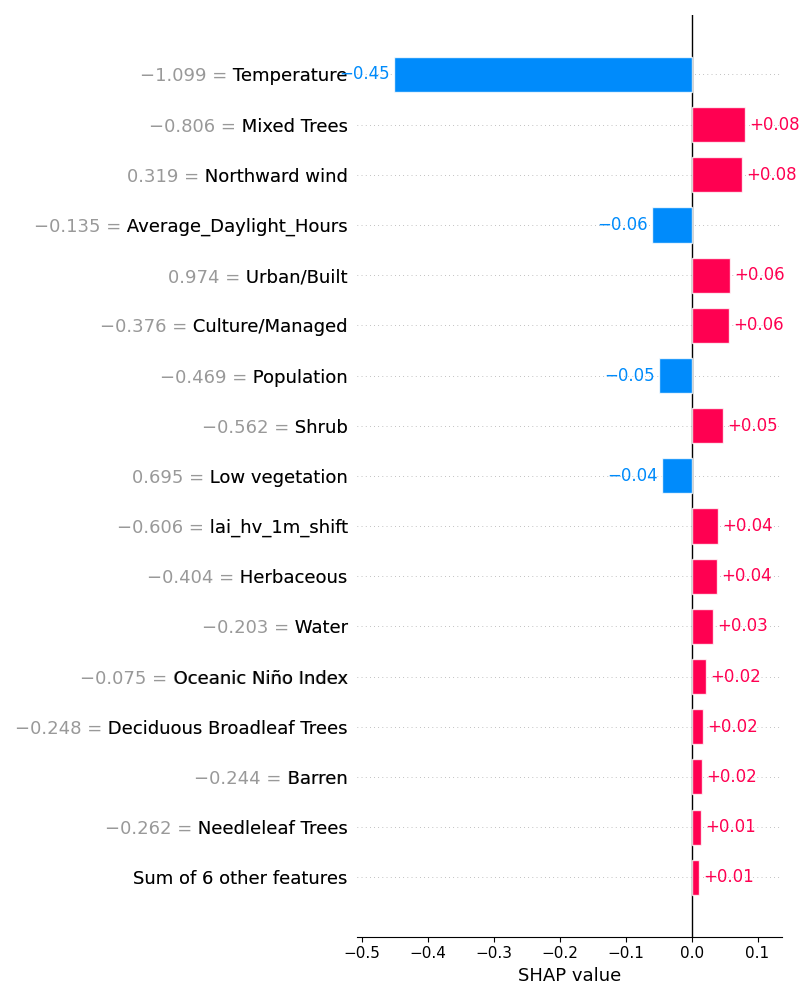 −1.099 = Temperature −0.45
−0.806 = Mixed Trees +0.08
0.319 = Northward wind +0.08
−0.135 = Average_Daylight_Hours −0.06
0.974 = Urban/Built +0.06
−0.376 = Culture/Managed +0.06
−0.469 = Population −0.05
−0.562 = Shrub +0.05
0.695 = Low vegetation −0.04
−0.606 = lai_hv_1m_shift +0.04
−0.404 = Herbaceous +0.04
−0.203 = Water +0.03
−0.075 = Oceanic Niño Index +0.02
−0.248 = Deciduous Broadleaf Trees +0.02
−0.244 = Barren +0.02
−0.262 = Needleleaf Trees +0.01
Sum of 6 other features +0.01
−0.5 −0.4 −0.3 −0.2 −0.1 0.0 0.1
SHAP value